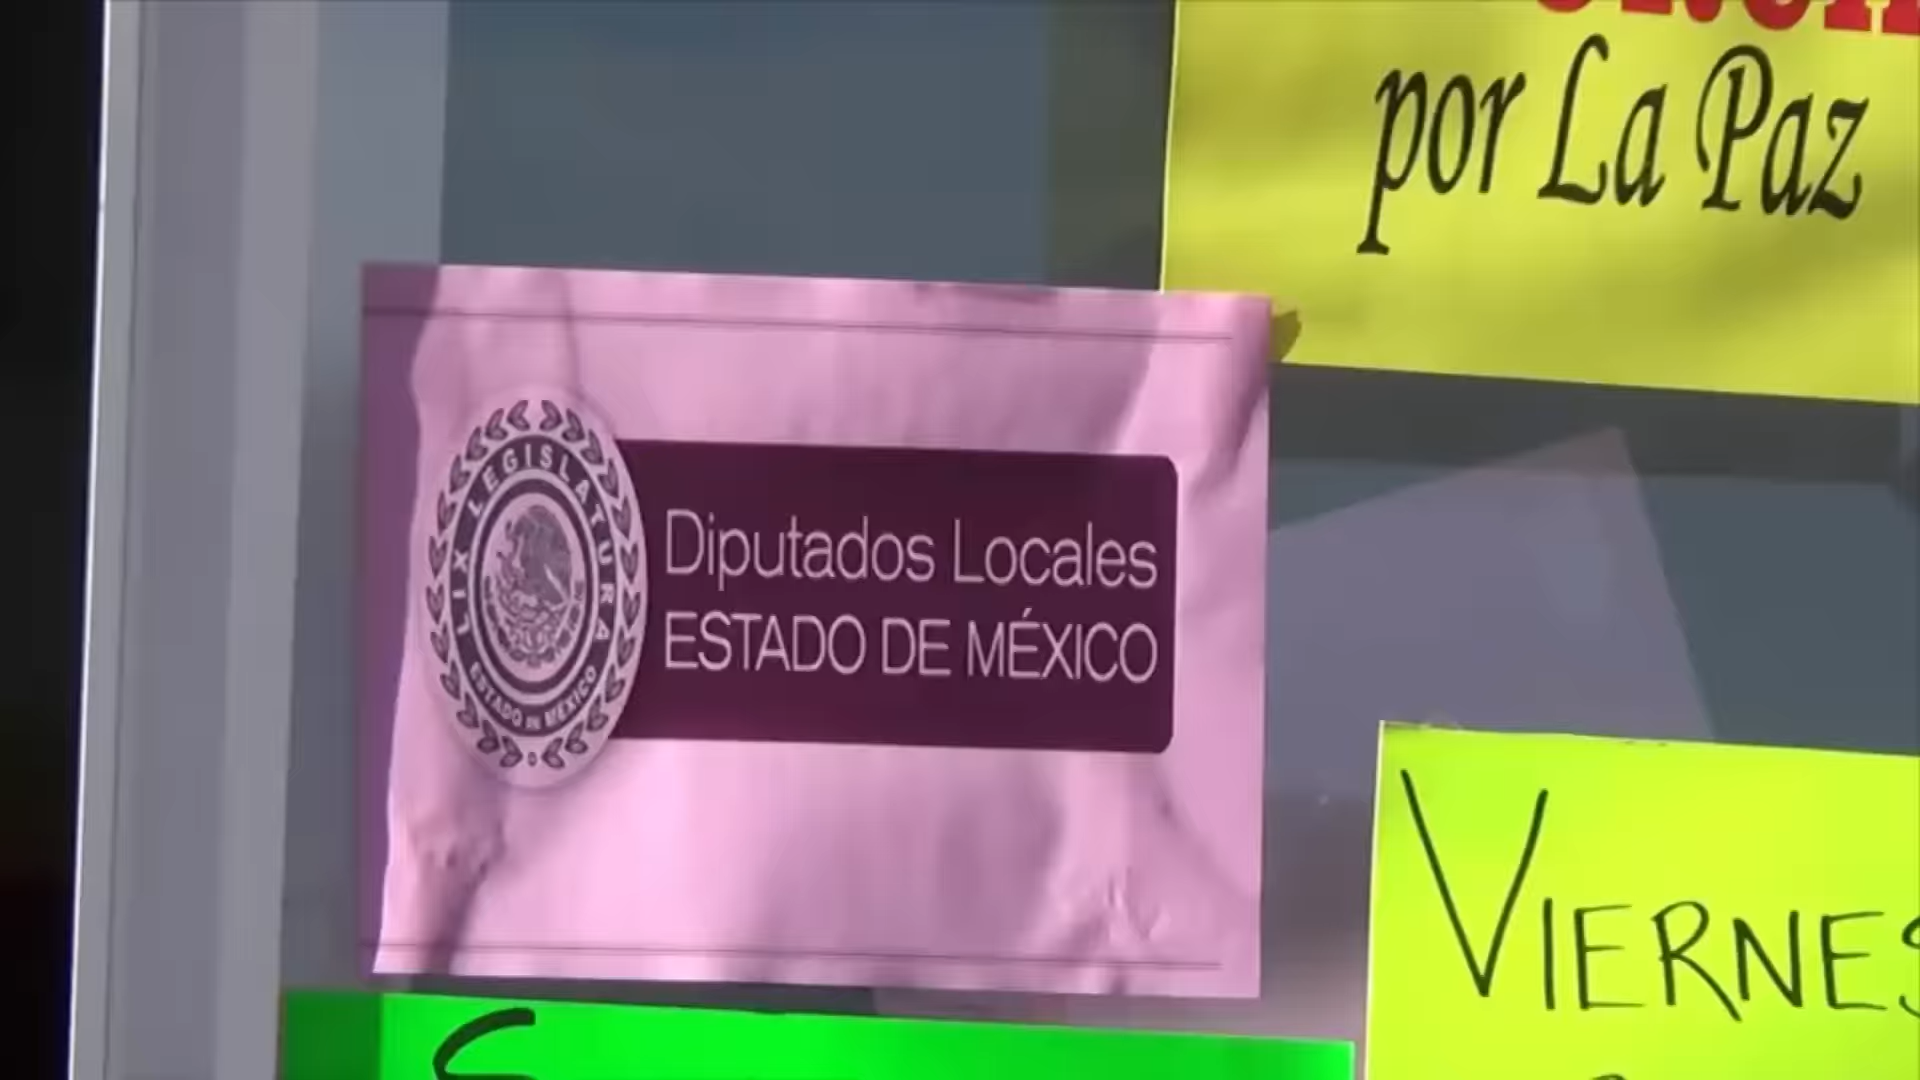 por La Paz
LIX LEGISLATURA
ESTADO DE MÉXICO
Diputados Locales
ESTADO DE MÉXICO
VIERNES